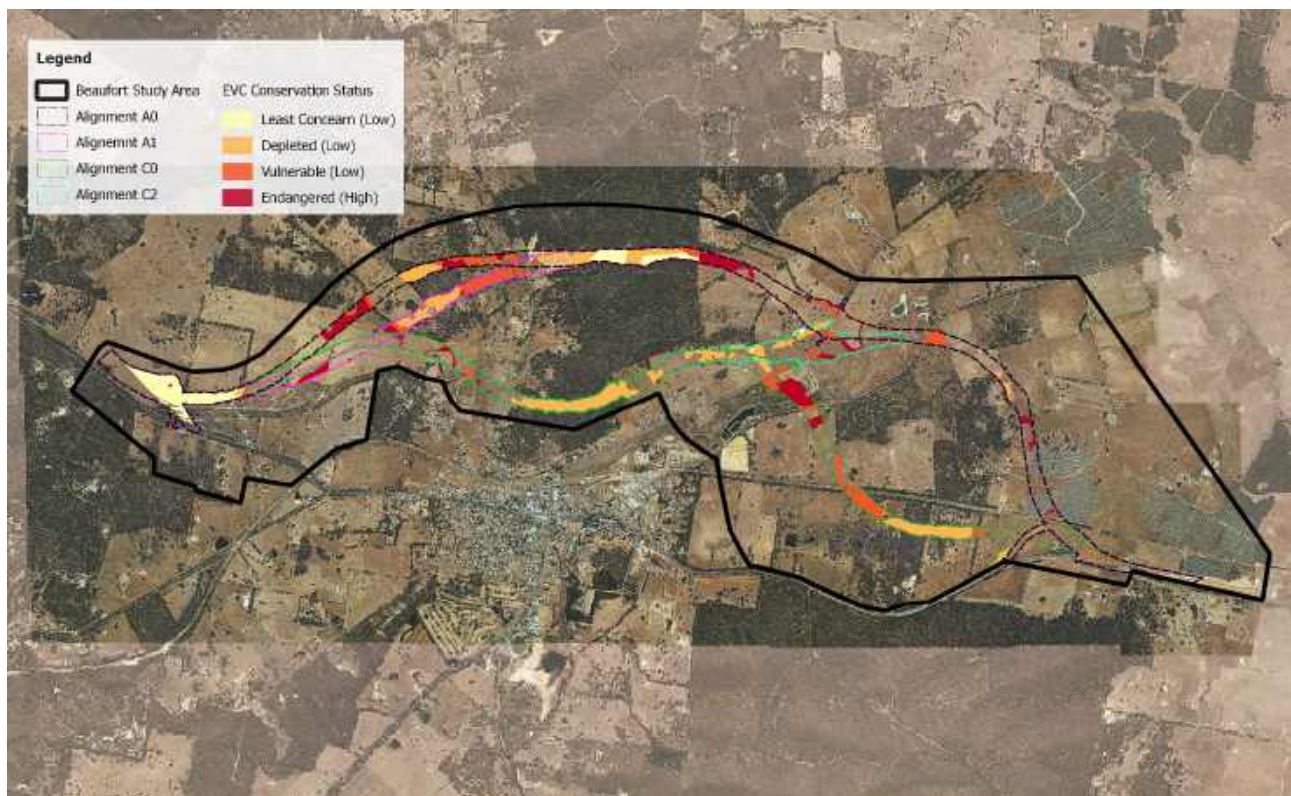 Legend
Beaufort Study Area
Alignment A0
Alignemnt A1
Alignment C0
Alignment C2
EVC Conservation Status
Least Concearn (Low)
Depleted (Low)
Vulnerable (Low)
Endangered (High)